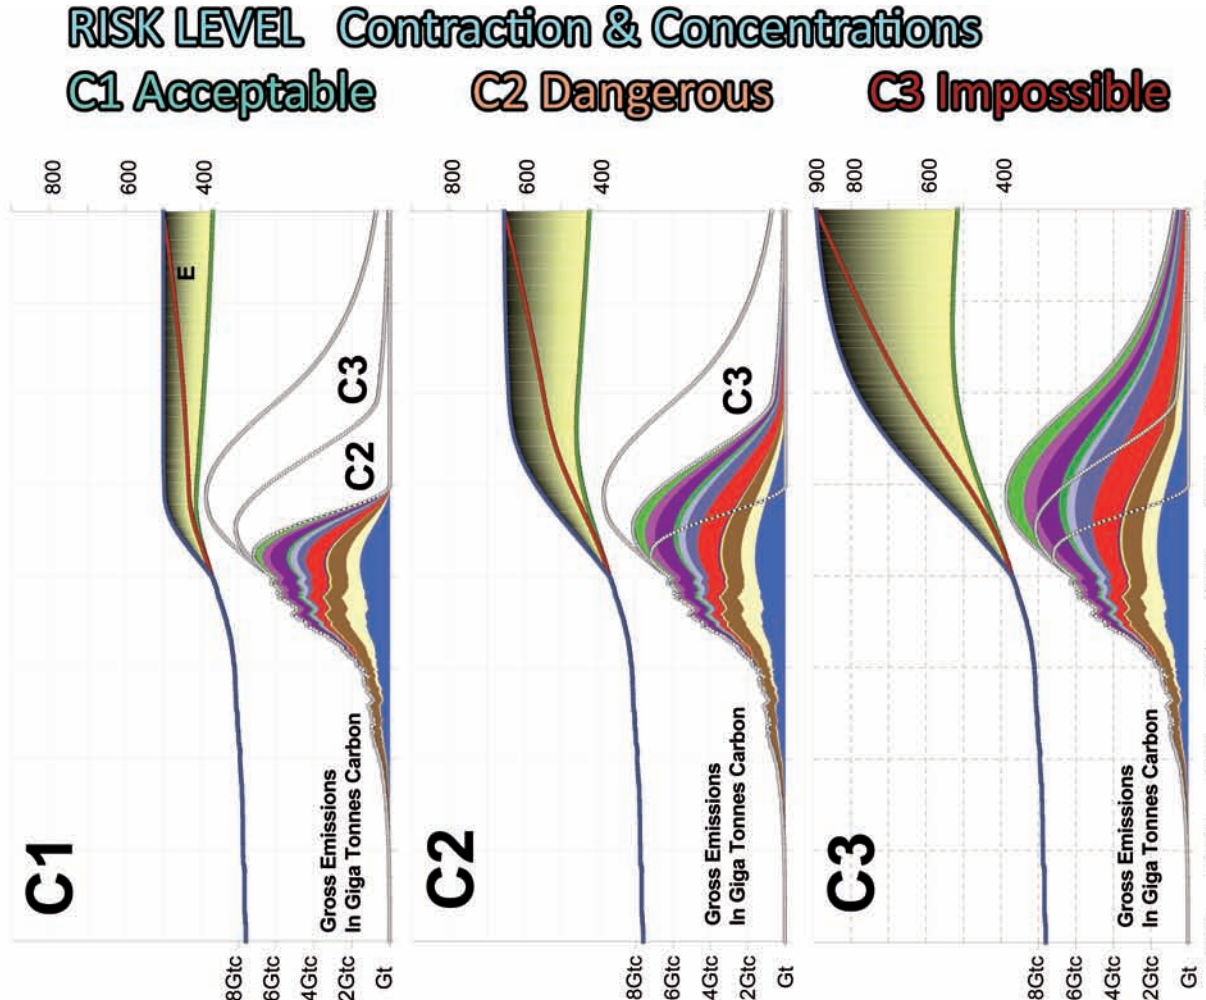 RISK LEVEL Contraction & Concentrations
C1 Acceptable
C2 Dangerous
C3 Impossible
C1
Gross Emissions
In Giga Tonnes Carbon
8Gtc
6Gtc
4Gtc
2Gtc
Gt
800
600
400
E
C2
C3
C2
Gross Emissions
In Giga Tonnes Carbon
8Gtc
6Gtc
4Gtc
2Gtc
Gt
800
600
400
C3
C3
Gross Emissions
In Giga Tonnes Carbon
8Gtc
6Gtc
4Gtc
2Gtc
Gt
900
800
600
400